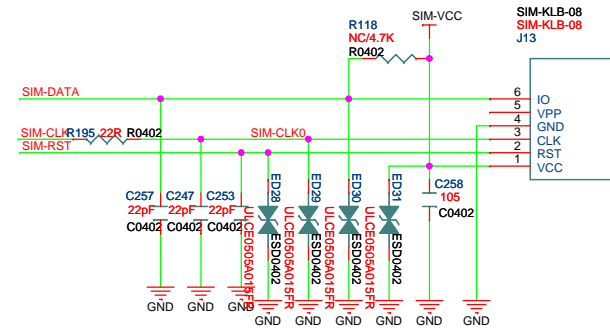 SIM-KLB-08
SIM-KLB-08
J13
SIM-VCC
R118
NC/4.7K
R0402
SIM-DATA
6 IO
5 VPP
4 GND
3 CLK
2 RST
1 VCC
SIM-CLK R195 22R R0402
SIM-CLK0
SIM-RST
C257
22pF
C0402
C247
22pF
C0402
C253
22pF
C0402
ED28
ULCE0505A015FR
ESD0402
ED29
ULCE0505A015FR
ESD0402
ED30
ULCE0505A015FR
ESD0402
ED31
ULCE0505A015FR
ESD0402
C258
105
C0402
GND
GND
GND
GND
GND
GND
GND
GND
GND